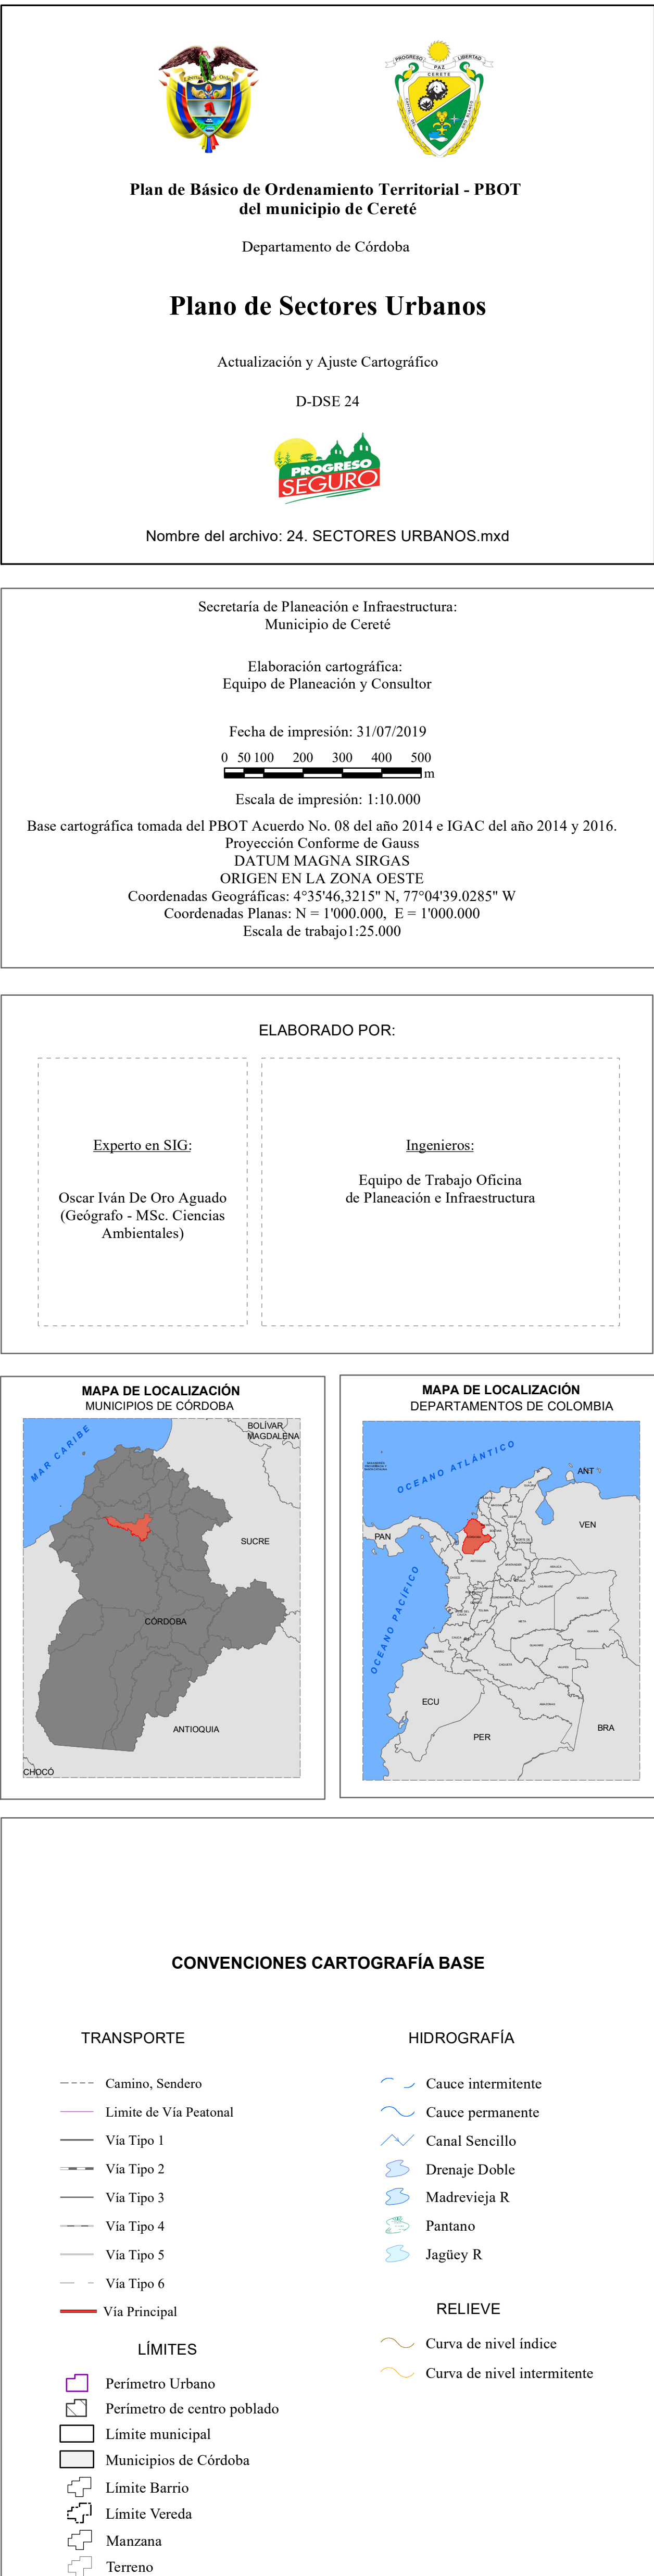 PROGRESO LIBERTAD
PAZ
CERETE
Plan de Básico de Ordenamiento Territorial - PBOT
del municipio de Cereté
Departamento de Córdoba
Plano de Sectores Urbanos
Actualización y Ajuste Cartográfico
D-DSE 24
PROGRESO
SEGURO
Nombre del archivo: 24. SECTORES URBANOS.mxd
Secretaría de Planeación e Infraestructura:
Municipio de Cereté
Elaboración cartográfica:
Equipo de Planeación y Consultor
Fecha de impresión: 31/07/2019
0 50 100 200 300 400 500
m
Escala de impresión: 1:10.000
Base cartográfica tomada del PBOT Acuerdo No. 08 del año 2014 e IGAC del año 2014 y 2016.
Proyección Conforme de Gauss
DATUM MAGNA SIRGAS
ORIGEN EN LA ZONA OESTE
Coordenadas Geográficas: 4°35'46,3215" N, 77°04'39.0285" W
Coordenadas Planas: N = 1'000.000, E = 1'000.000
Escala de trabajo1:25.000
ELABORADO POR:
Experto en SIG:
Oscar Iván De Oro Aguado
(Geógrafo - MSc. Ciencias
Ambientales)
Ingenieros:
Equipo de Trabajo Oficina
de Planeación e Infraestructura
MAPA DE LOCALIZACIÓN
MUNICIPIOS DE CÓRDOBA
MAR CARIBE
BOLÍVAR
MAGDALENA
SUCRE
CÓRDOBA
ANTIOQUIA
CHOCÓ
MAPA DE LOCALIZACIÓN
DEPARTAMENTOS DE COLOMBIA
OCEANO ATLÁNTICO
ANT
PAN
VEN
OCEANO PACÍFICO
ECU
PER
BRA
CONVENCIONES CARTOGRAFÍA BASE
TRANSPORTE
Camino, Sendero
Limite de Vía Peatonal
Vía Tipo 1
Vía Tipo 2
Vía Tipo 3
Vía Tipo 4
Vía Tipo 5
Vía Tipo 6
Vía Principal
LÍMITES
Perímetro Urbano
Perímetro de centro poblado
Límite municipal
Municipios de Córdoba
Límite Barrio
Límite Vereda
Manzana
Terreno
HIDROGRAFÍA
Cauce intermitente
Cauce permanente
Canal Sencillo
Drenaje Doble
Madrevieja R
Pantano
Jagüey R
RELIEVE
Curva de nivel índice
Curva de nivel intermitente